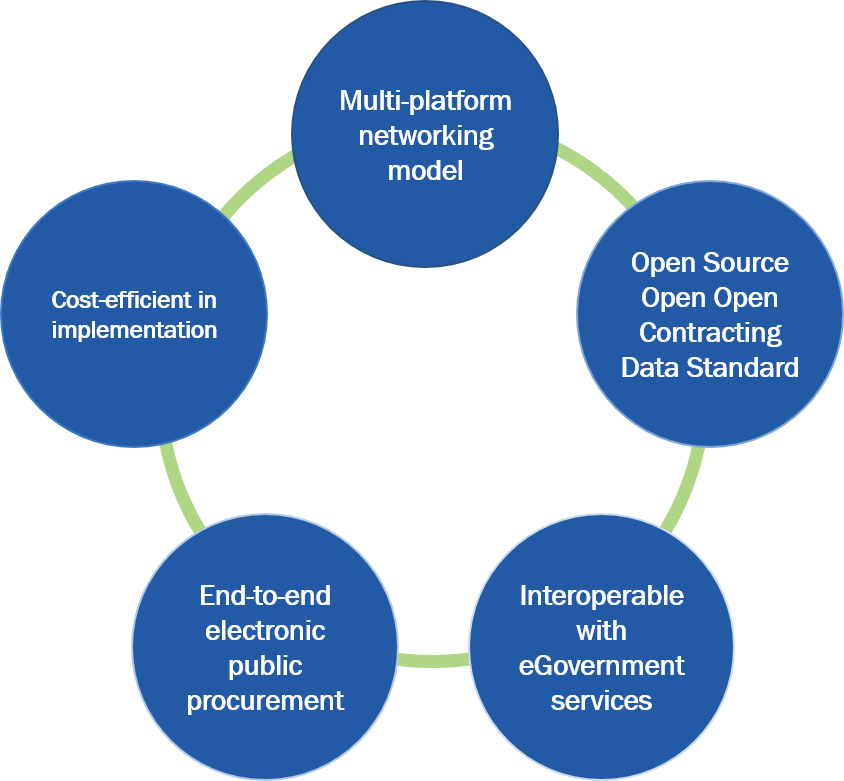 Multi-platform
networking
model
Open Source
Open Open
Contracting
Data Standard
Interoperable
with
eGovernment
services
End-to-end
electronic
public
procurement
Cost-efficient in
implementation